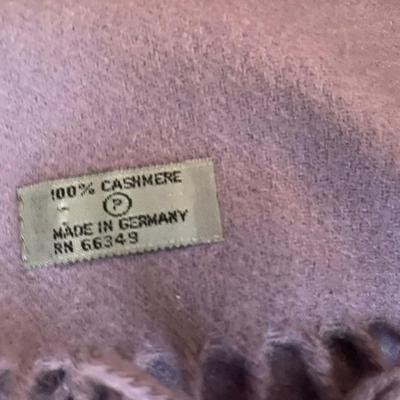 100% CASHMERE
P
MADE IN GERMANY
RN 66349